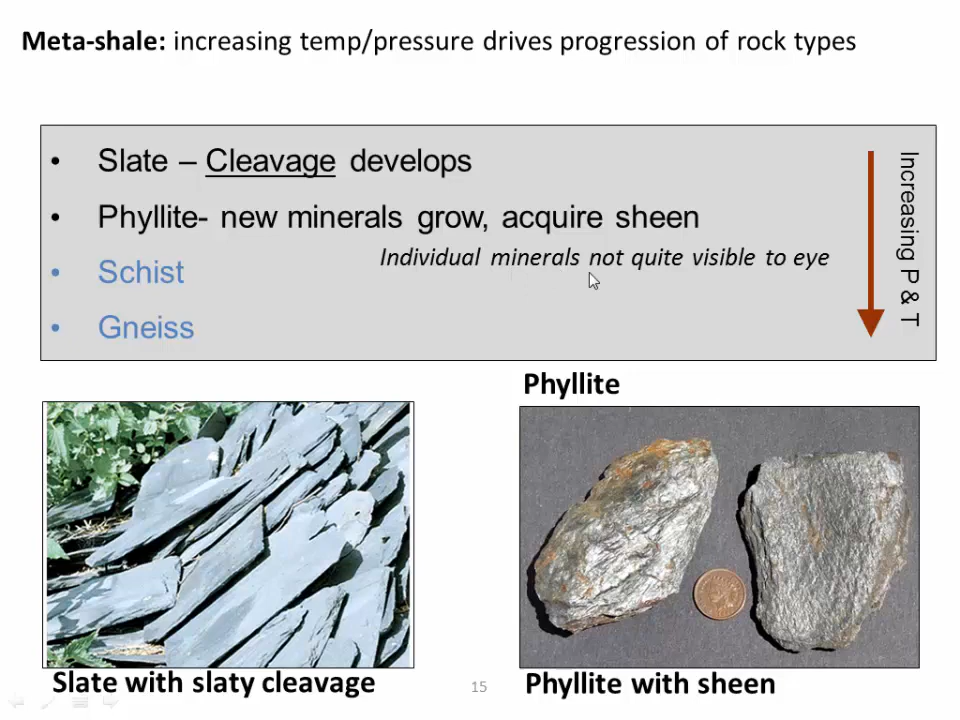 Meta-shale: increasing temp/pressure drives progression of rock types
• Slate – Cleavage develops
• Phyllite- new minerals grow, acquire sheen
Individual minerals not quite visible to eye
• Schist
• Gneiss
Increasing P & T
Phyllite
Slate with slaty cleavage
15
Phyllite with sheen